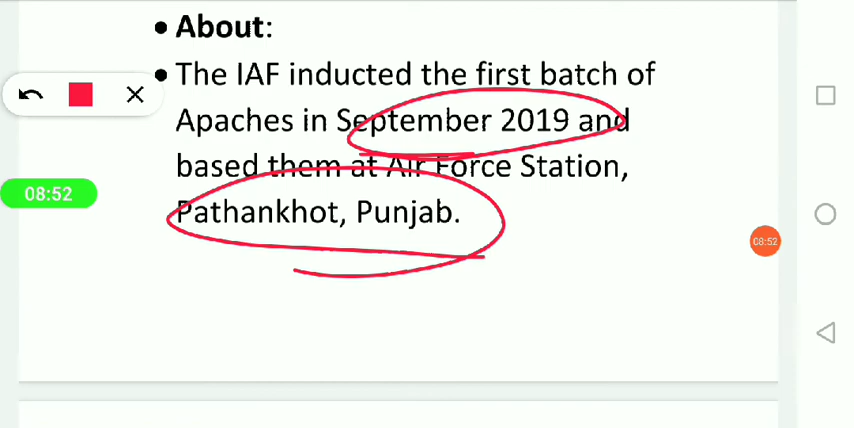 • About:
• The IAF inducted the first batch of
Apaches in September 2019 and
based them at Air Force Station,
08:52
Pathankhot, Punjab.
08:52